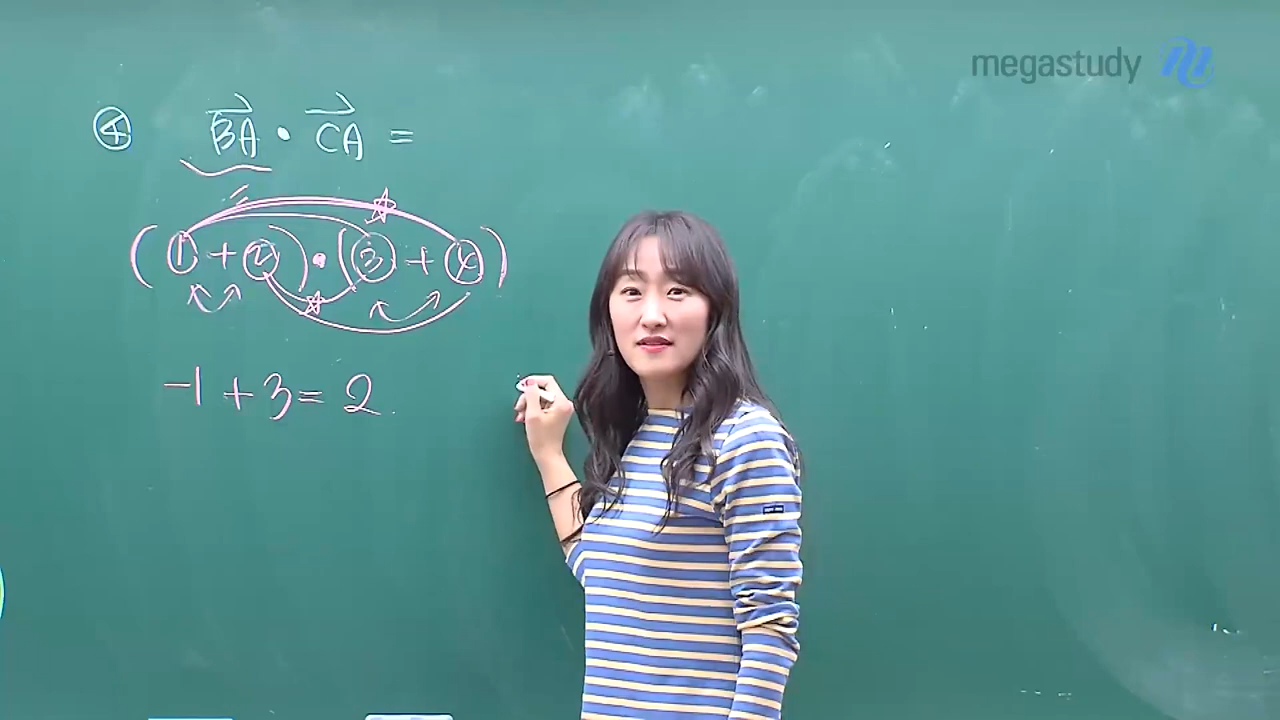 megastudy
④ BA • CA =
(① + ②) • (③ + ④)
-1 + 3 = 2.